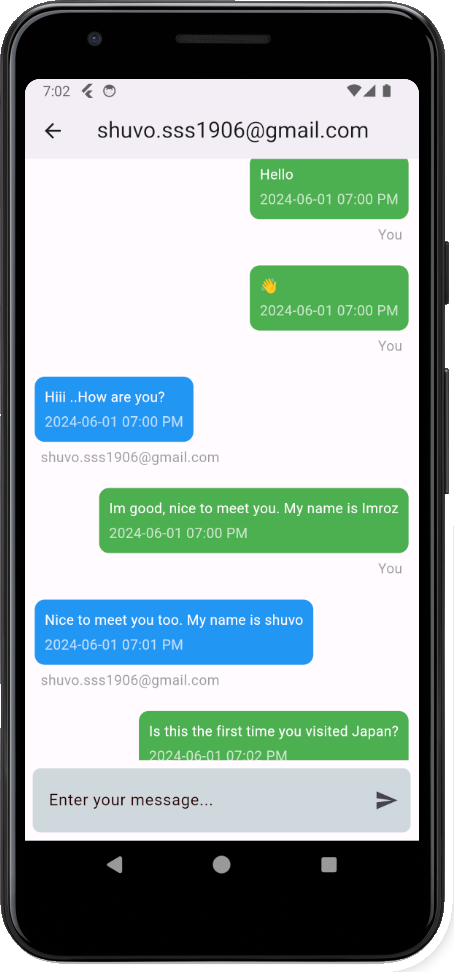 7:02
shuvo.sss1906@gmail.com
Hello
2024-06-01 07:00 PM
You
👋
2024-06-01 07:00 PM
You
Hiii ..How are you?
2024-06-01 07:00 PM
shuvo.sss1906@gmail.com
Im good, nice to meet you. My name is Imroz
2024-06-01 07:00 PM
You
Nice to meet you too. My name is shuvo
2024-06-01 07:01 PM
shuvo.sss1906@gmail.com
Is this the first time you visited Japan?
2024-06-01 07:02 PM
Enter your message...